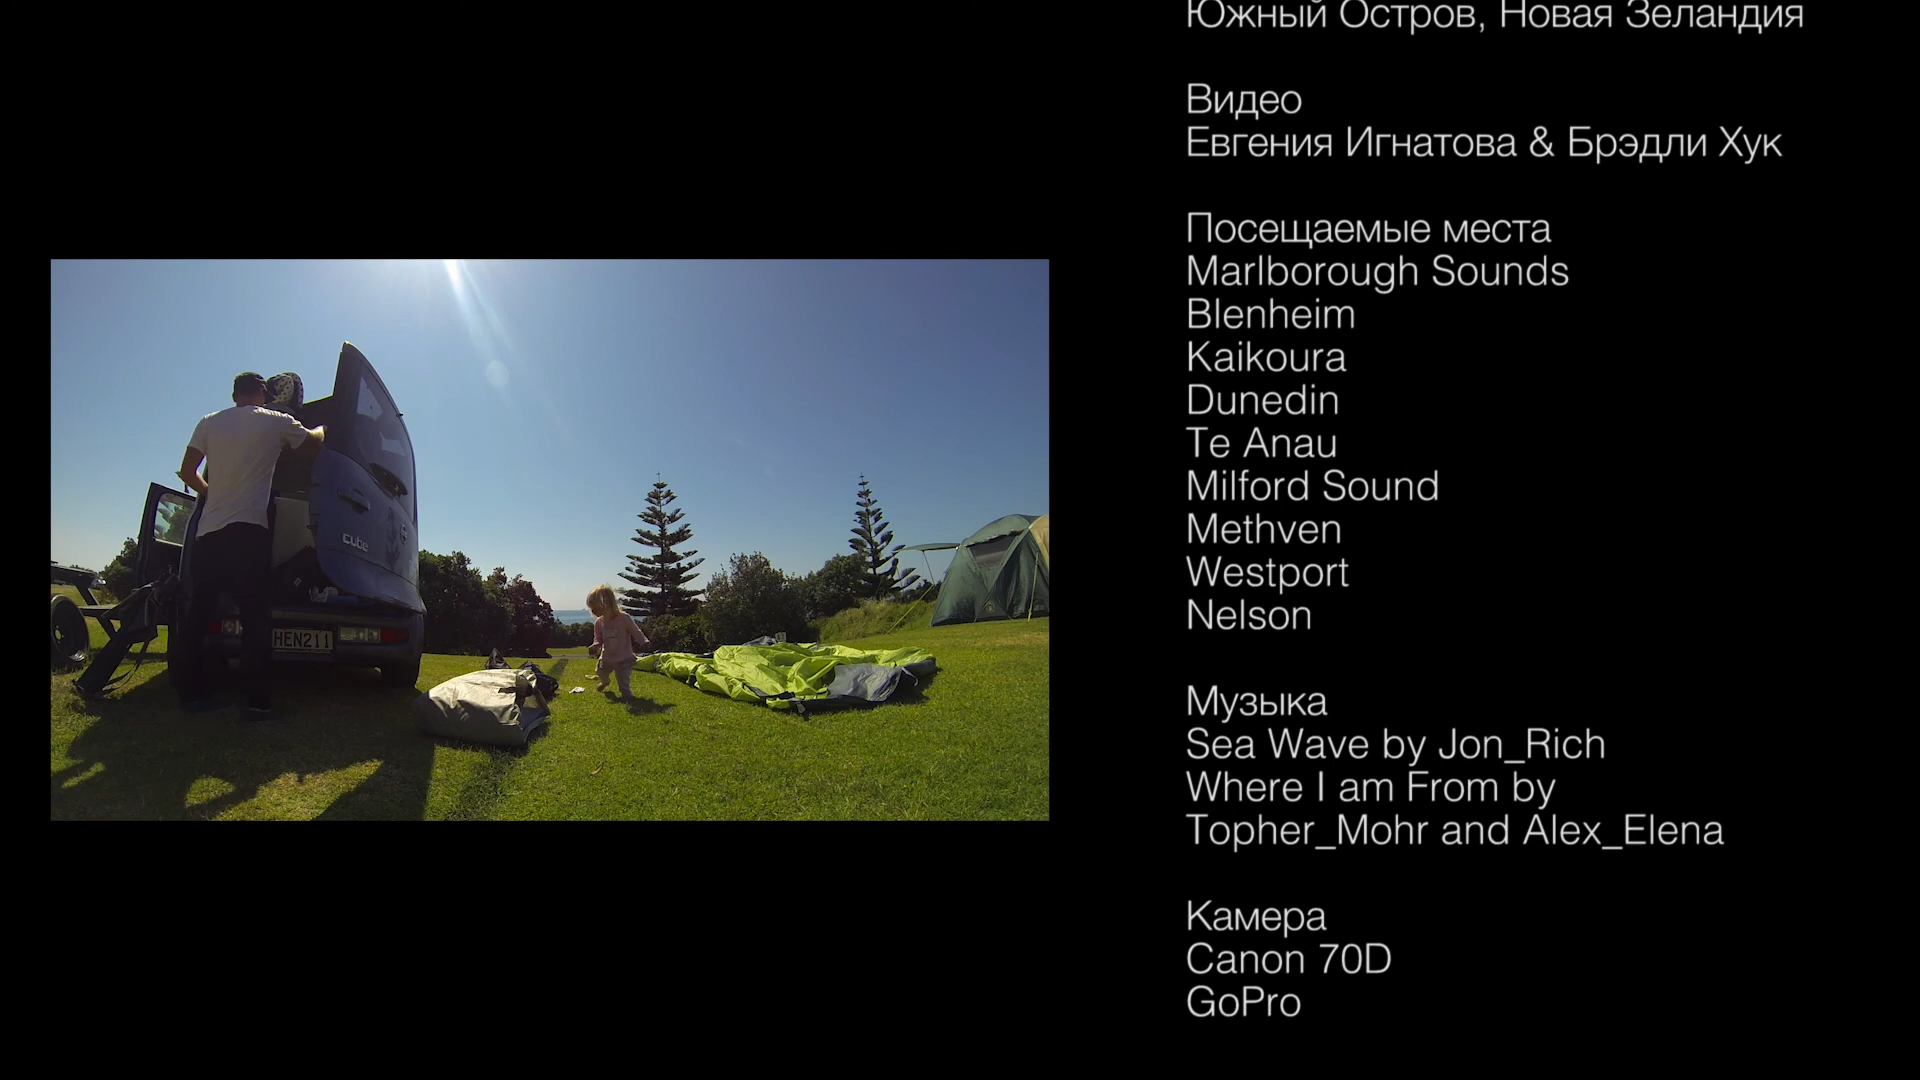 Южный Остров, Новая Зеландия
Видео
Евгения Игнатова & Брэдли Хук
Посещаемые места
Marlborough Sounds
Blenheim
Kaikoura
Dunedin
Te Anau
Milford Sound
Methven
Westport
Nelson
Музыка
Sea Wave by Jon_Rich
Where I am From by
Topher_Mohr and Alex_Elena
Камера
Canon 70D
GoPro
cube
HEN211